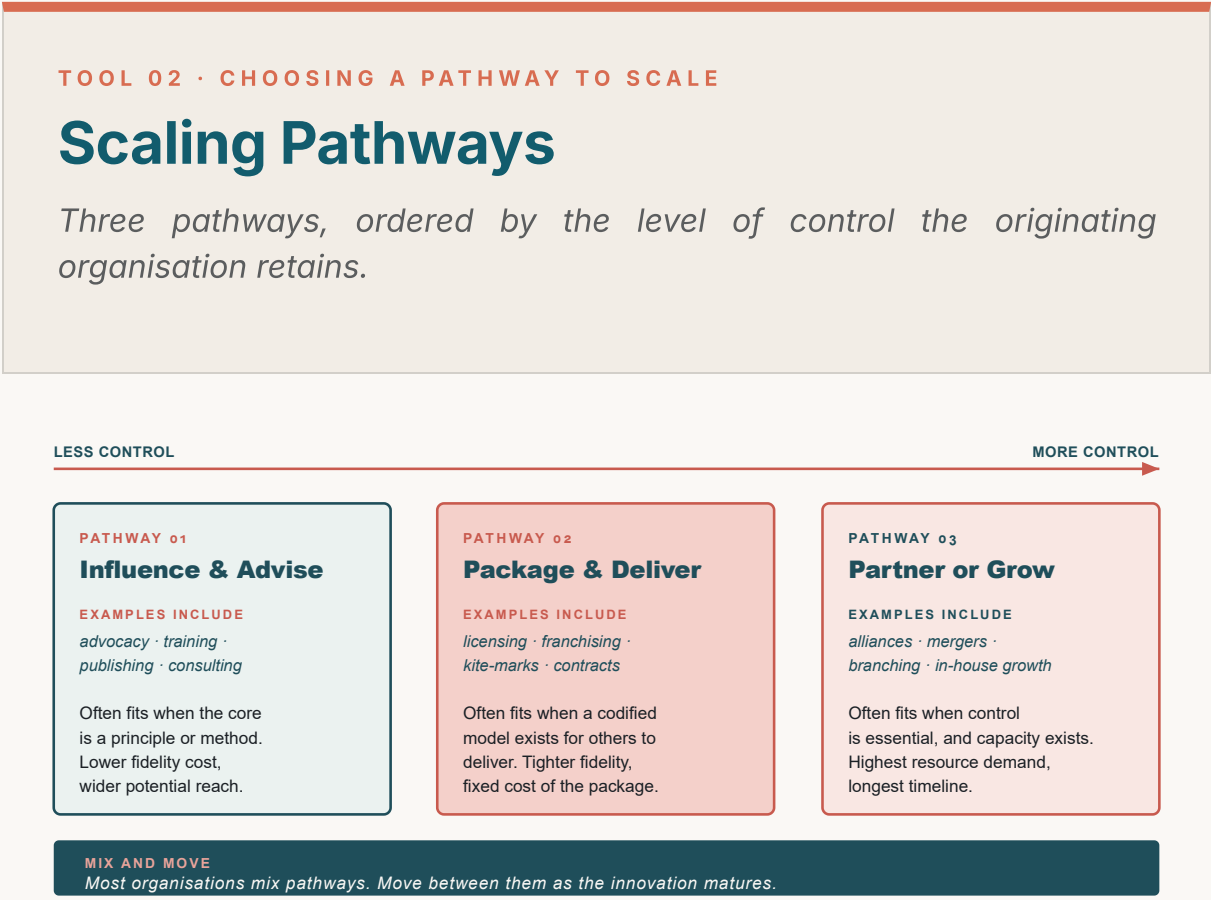 TOOL 02 · CHOOSING A PATHWAY TO SCALE
Scaling Pathways
Three pathways, ordered by the level of control the originating
organisation retains.
LESS CONTROL
MORE CONTROL
PATHWAY 01
Influence & Advise
EXAMPLES INCLUDE
advocacy · training ·
publishing · consulting
Often fits when the core
is a principle or method.
Lower fidelity cost,
wider potential reach.
PATHWAY 02
Package & Deliver
EXAMPLES INCLUDE
licensing · franchising ·
kite-marks · contracts
Often fits when a codified
model exists for others to
deliver. Tighter fidelity,
fixed cost of the package.
PATHWAY 03
Partner or Grow
EXAMPLES INCLUDE
alliances · mergers ·
branching · in-house growth
Often fits when control
is essential, and capacity exists.
Highest resource demand,
longest timeline.
MIX AND MOVE
Most organisations mix pathways. Move between them as the innovation matures.